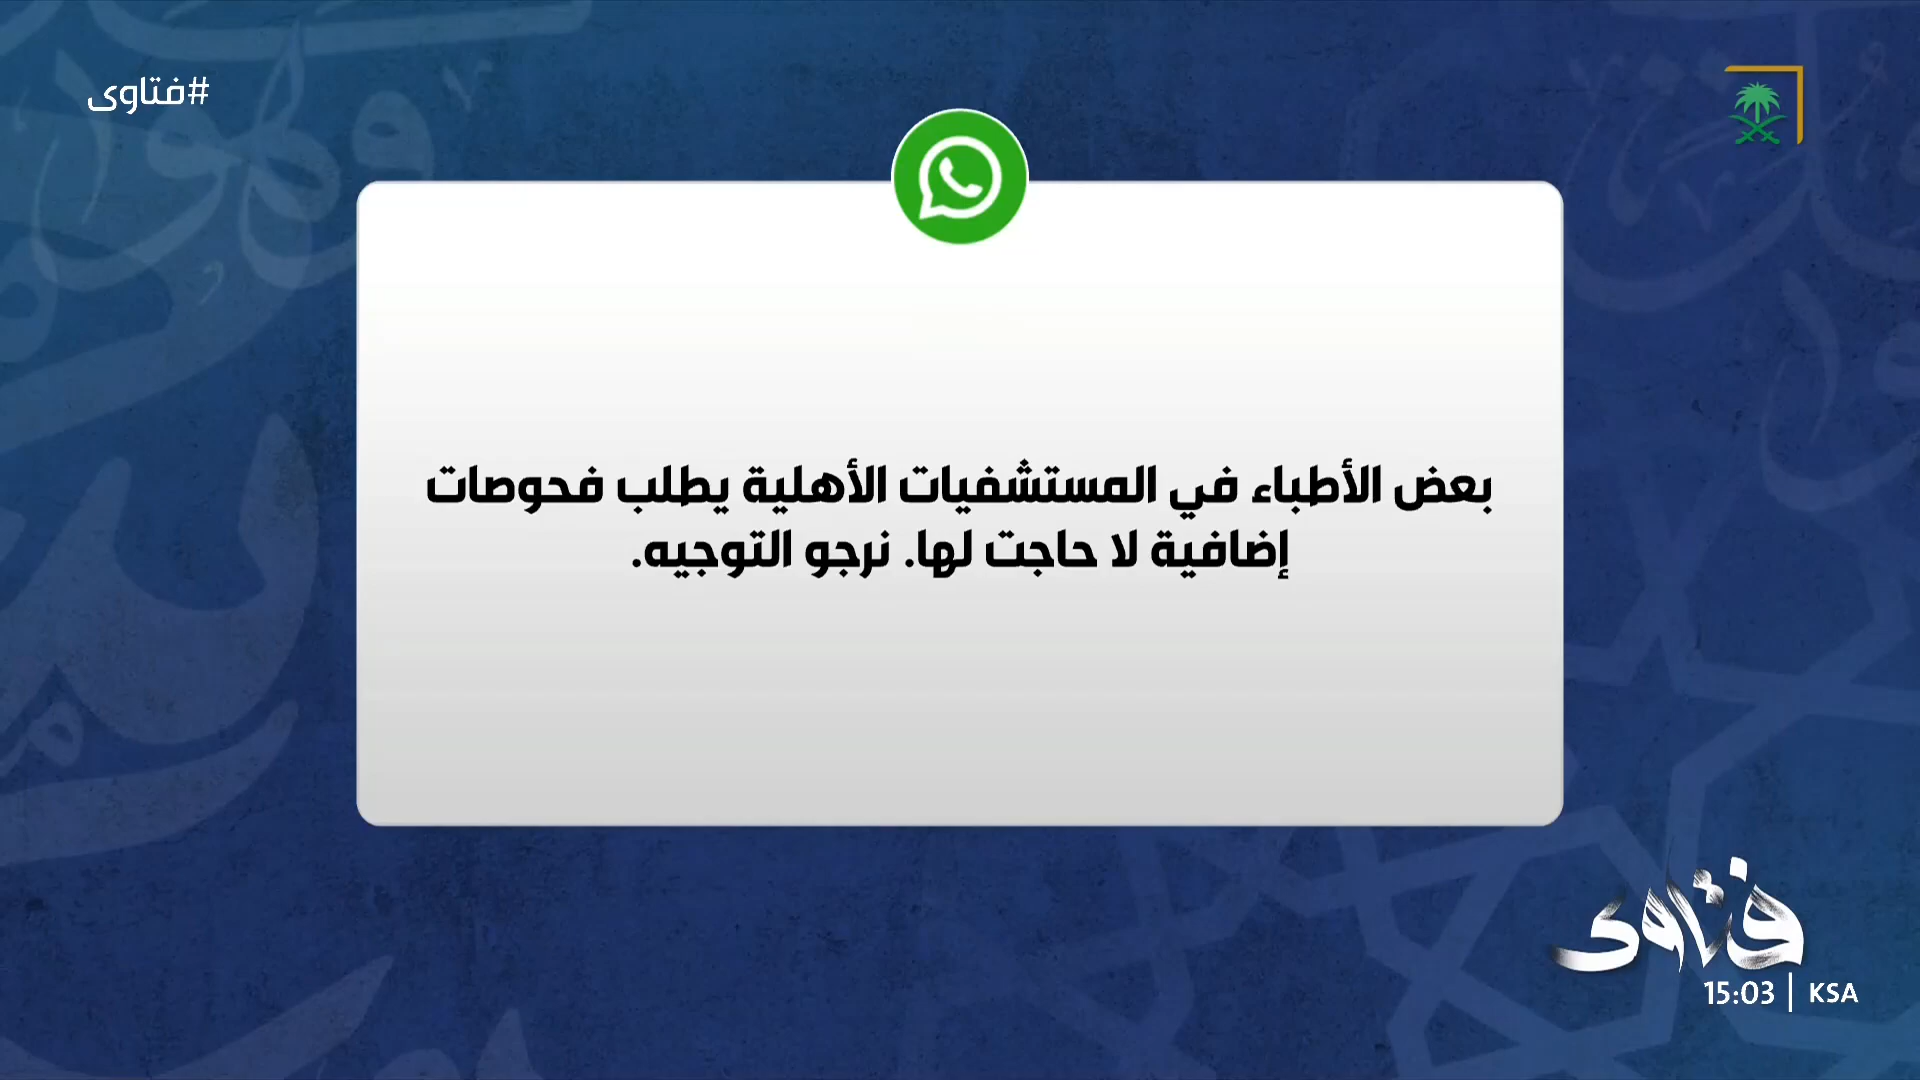 #فتاوى
بعض الأطباء في المستشفيات الأهلية يطلب فحوصات
إضافية لا حاجت لها. نرجو التوجيه.
فتاوى
15:03 | KSA